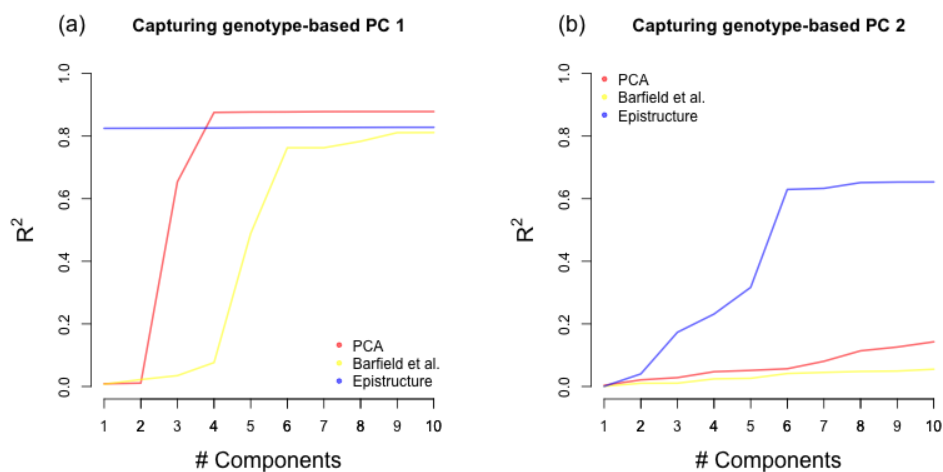 (a) Capturing genotype-based PC 1
R2
1.0
0.8
0.6
0.4
0.2
0.0
PCA
Barfield et al.
Epistructure
1 2 3 4 5 6 7 8 9 10
# Components
(b) Capturing genotype-based PC 2
R2
1.0
0.8
0.6
0.4
0.2
0.0
PCA
Barfield et al.
Epistructure
1 2 3 4 5 6 7 8 9 10
# Components